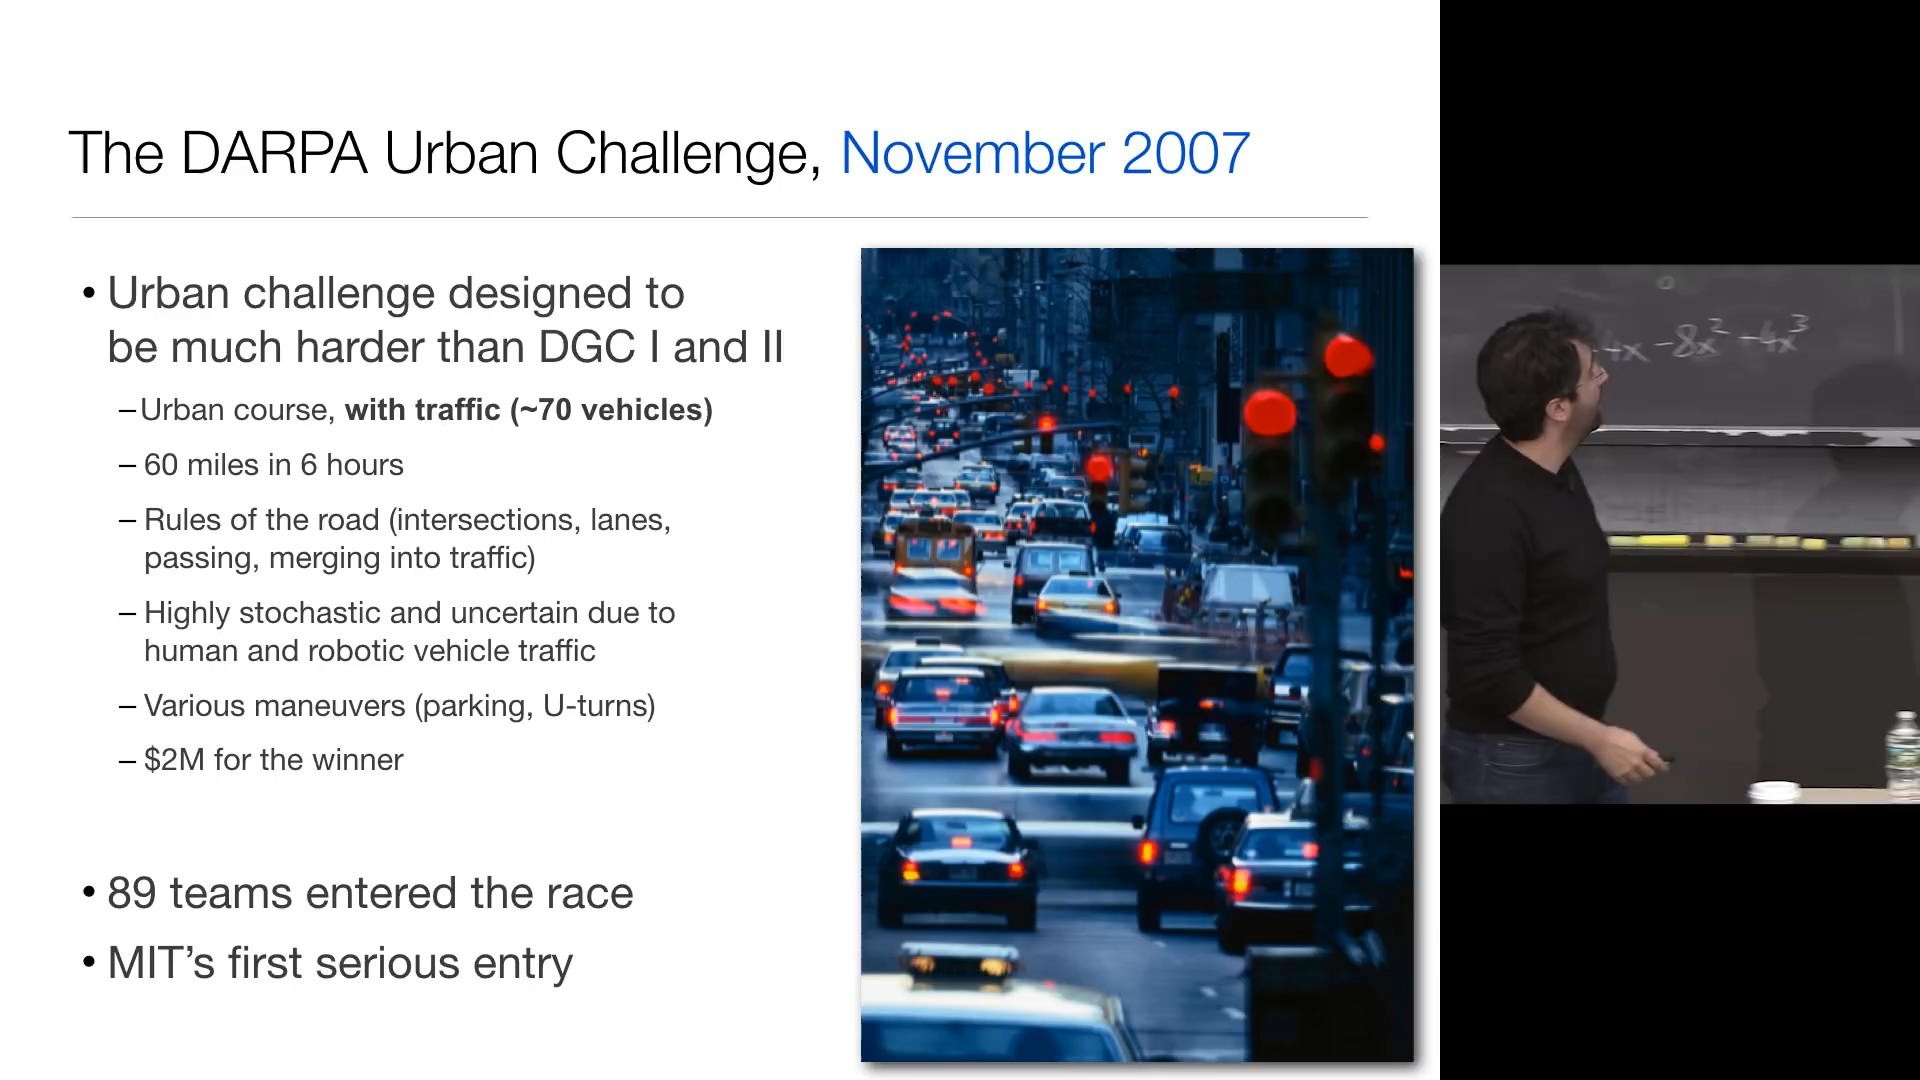 The DARPA Urban Challenge, November 2007
• Urban challenge designed to
be much harder than DGC I and II
–Urban course, with traffic (~70 vehicles)
– 60 miles in 6 hours
– Rules of the road (intersections, lanes,
passing, merging into traffic)
– Highly stochastic and uncertain due to
human and robotic vehicle traffic
– Various maneuvers (parking, U-turns)
– $2M for the winner
• 89 teams entered the race
• MIT’s first serious entry
4x -8x² +4x³